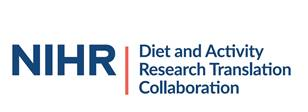 NIHR
Diet and Activity
Research Translation
Collaboration